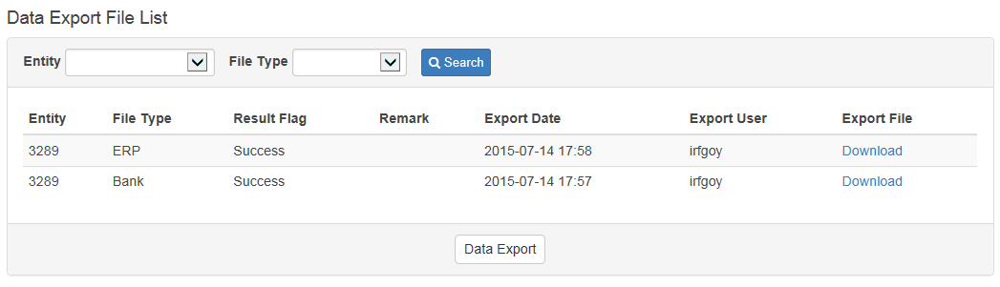 Data Export File List
Entity File Type Search
Entity File Type Result Flag Remark Export Date Export User Export File
3289 ERP Success 2015-07-14 17:58 irfgoy Download
3289 Bank Success 2015-07-14 17:57 irfgoy Download
Data Export